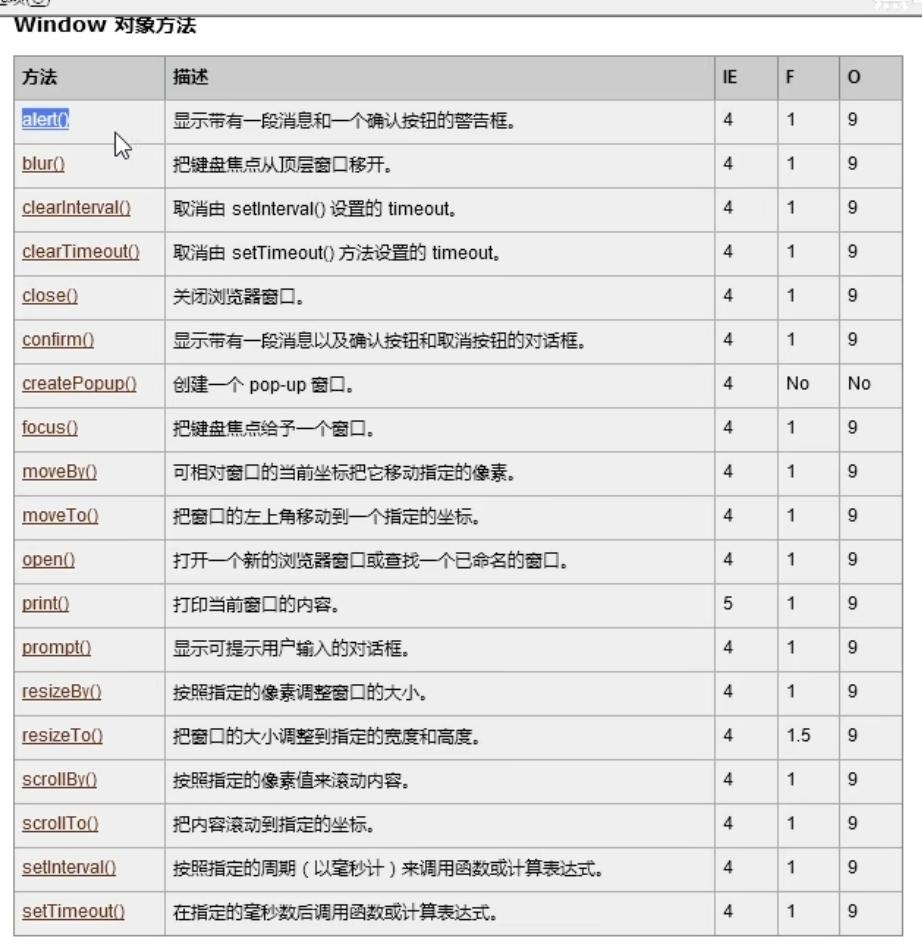 Window 对象方法
方法 描述 IE F O
alert() 显示带有一段消息和一个确认按钮的警告框。 4 1 9
blur() 把键盘焦点从顶层窗口移开。 4 1 9
clearInterval() 取消由 setInterval() 设置的 timeout。 4 1 9
clearTimeout() 取消由 setTimeout() 方法设置的 timeout。 4 1 9
close() 关闭浏览器窗口。 4 1 9
confirm() 显示带有一段消息以及确认按钮和取消按钮的对话框。 4 1 9
createPopup() 创建一个 pop-up 窗口。 4 No No
focus() 把键盘焦点给予一个窗口。 4 1 9
moveBy() 可相对窗口的当前坐标把它移动指定的像素。 4 1 9
moveTo() 把窗口的左上角移动到一个指定的坐标。 4 1 9
open() 打开一个新的浏览器窗口或查找一个已命名的窗口。 4 1 9
print() 打印当前窗口的内容。 5 1 9
prompt() 显示可提示用户输入的对话框。 4 1 9
resizeBy() 按照指定的像素调整窗口的大小。 4 1 9
resizeTo() 把窗口的大小调整到指定的宽度和高度。 4 1.5 9
scrollBy() 按照指定的像素值来滚动内容。 4 1 9
scrollTo() 把内容滚动到指定的坐标。 4 1 9
setInterval() 按照指定的周期（以毫秒计）来调用函数或计算表达式。 4 1 9
setTimeout() 在指定的毫秒数后调用函数或计算表达式。 4 1 9